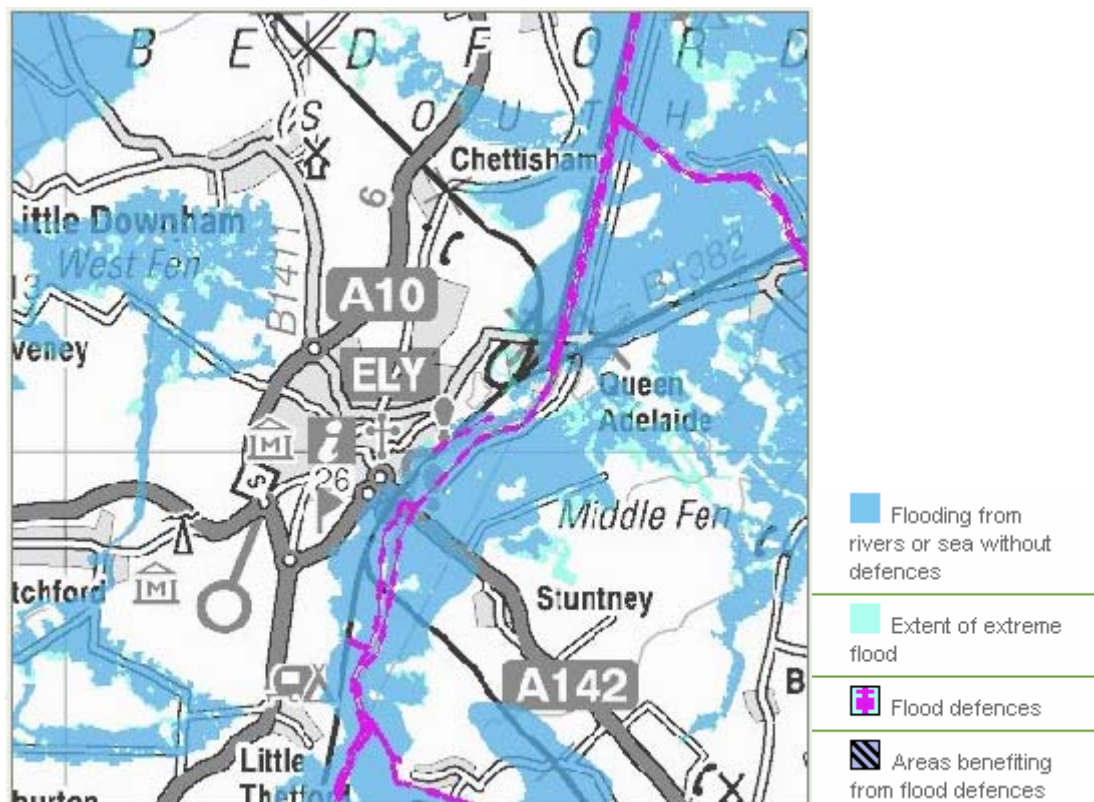 B E D F O R D
S O U T H
Chettisham
6
Little Downham
West Fen
B1411
B1382
13
A10
veney
ELY
Queen
Adelaide
M
i
26
Middle Fen
tchford
M
Stuntney
A142
B
Little
Thetford
burton
Flooding from
rivers or sea without
defences
Extent of extreme
flood
Flood defences
Areas benefiting
from flood defences